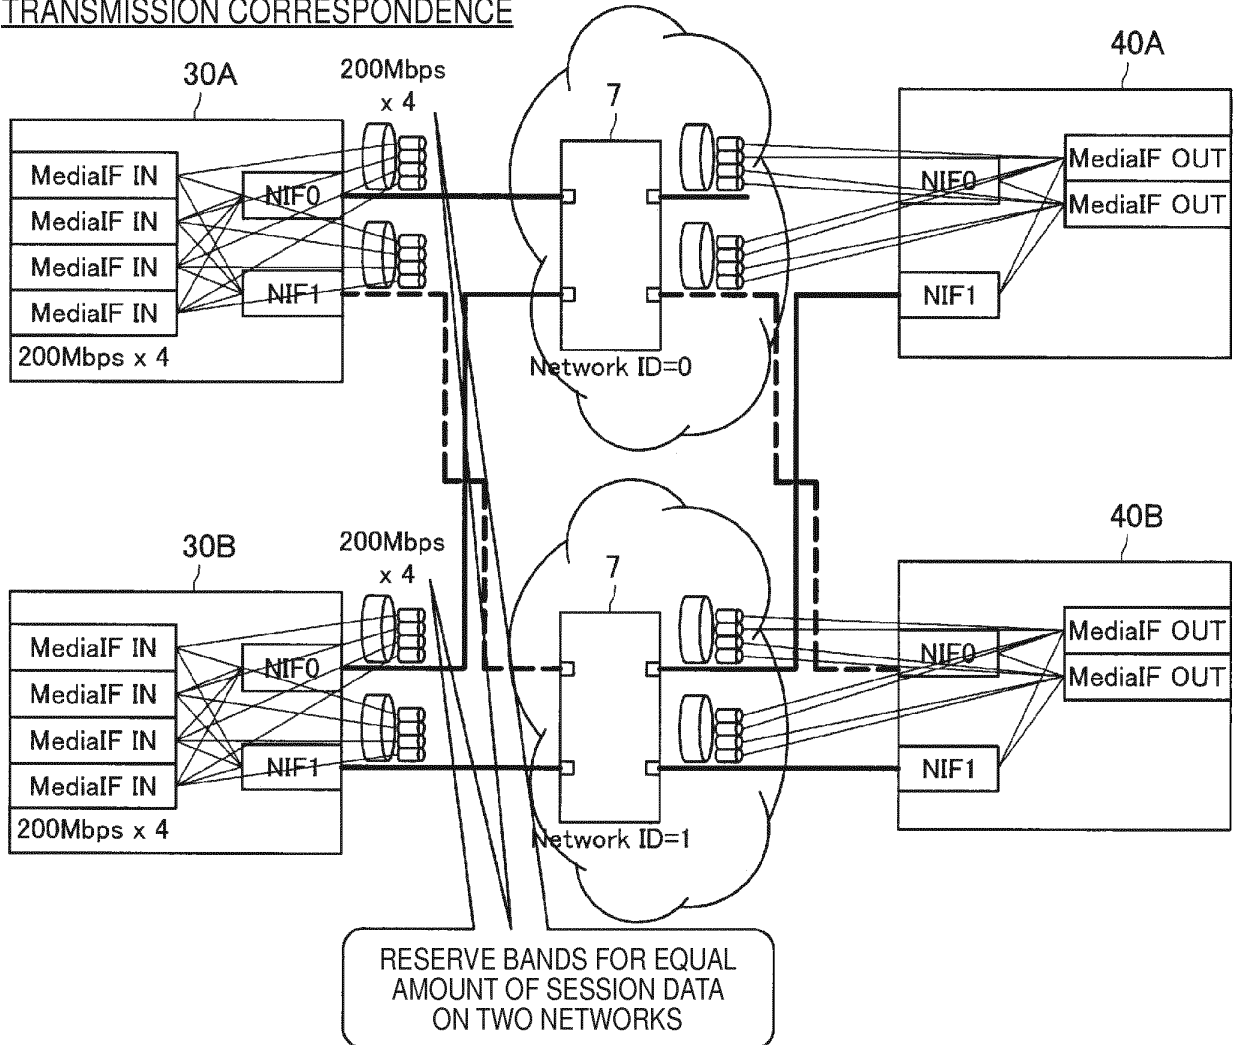 TRANSMISSION CORRESPONDENCE
30A
200Mbps
x 4
7
40A
MediaIF IN
MediaIF IN
MediaIF IN
MediaIF IN
200Mbps x 4
NIF0
NIF1
Network ID=0
NIF0
NIF1
MediaIF OUT
MediaIF OUT
30B
200Mbps
x 4
7
40B
MediaIF IN
MediaIF IN
MediaIF IN
MediaIF IN
200Mbps x 4
NIF0
NIF1
Network ID=1
NIF0
NIF1
MediaIF OUT
MediaIF OUT
RESERVE BANDS FOR EQUAL
AMOUNT OF SESSION DATA
ON TWO NETWORKS